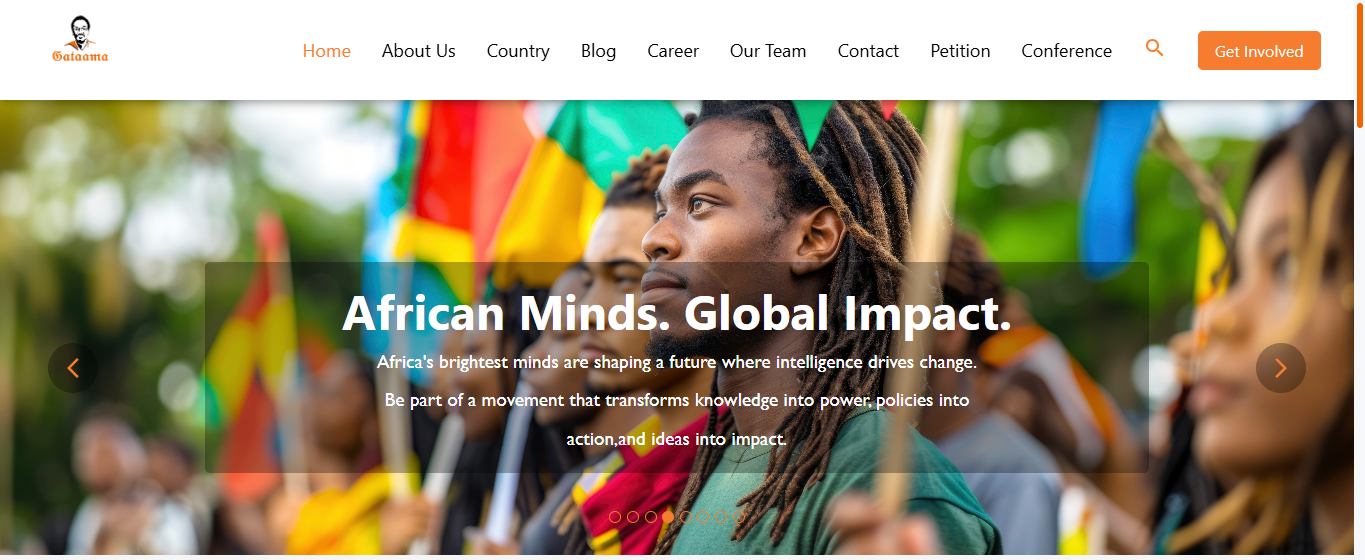 Gataama
Home About Us Country Blog Career Our Team Contact Petition Conference Get Involved
African Minds. Global Impact.
Africa's brightest minds are shaping a future where intelligence drives change.
Be part of a movement that transforms knowledge into power, policies into
action,and ideas into impact.